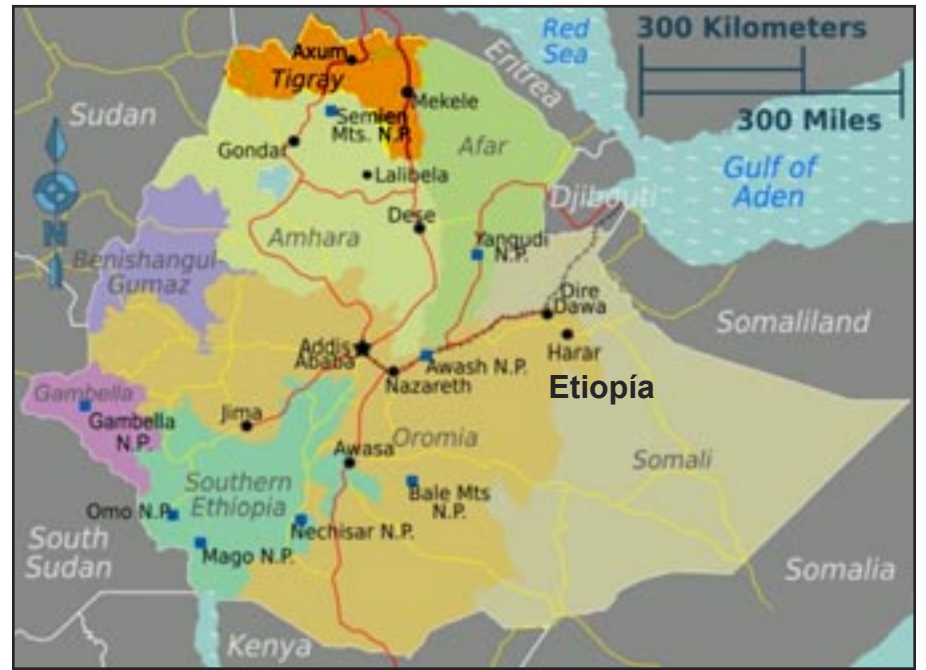 Red
Sea
300 Kilometers
300 Miles
Eritrea
Axum
Tigray
Mekele
Sudan
Semien
Mts. N.P.
Gondar
Afar
Gulf of
Aden
Lalibela
Djibouti
Dese
Amhara
Yangudi
N.P.
N
Benishangul-
Gumaz
Dire
Dawa
Somaliland
Addis
Ababa
Harar
Awash N.P.
Nazareth
Etiopía
Gambella
Gambella
N.P.
Jima
Oromia
Awasa
Somali
Southern
Ethiopia
Bale Mts
N.P.
Omo N.P.
Nechisar N.P.
South
Sudan
Mago N.P.
Somalia
Kenya